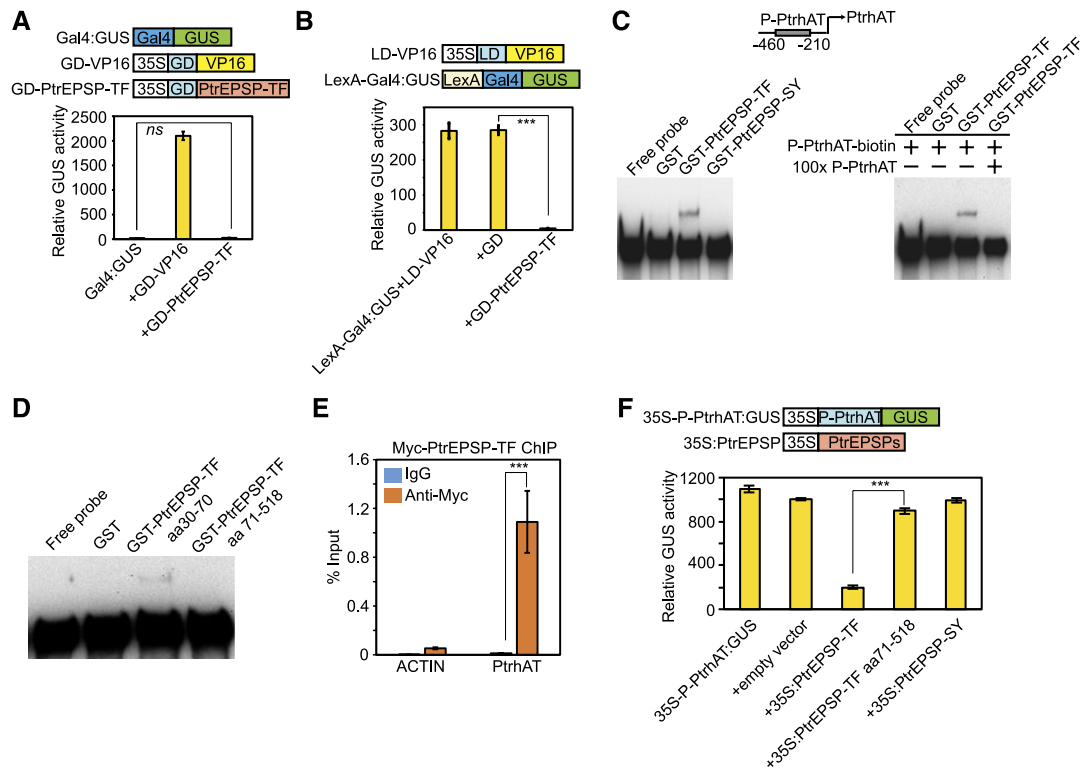 A
Gal4:GUS
Gal4
GUS
GD-VP16
35S
GD
VP16
GD-PtrEPSP-TF
35S
GD
PtrEPSP-TF
Relative GUS activity
2500
2000
1500
1000
500
0
ns
Gal4:GUS
+GD-VP16
+GD-PtrEPSP-TF
B
LD-VP16
35S
LD
VP16
LexA-Gal4:GUS
LexA
Gal4
GUS
Relative GUS activity
300
200
100
0
***
LexA-Gal4:GUS+LD-VP16
+GD
+GD-PtrEPSP-TF
C
P-PtrhAT
PtrhAT
-460
-210
Free probe
GST
GST-PtrEPSP-TF
GST-PtrEPSP-SY
Free probe
GST
GST-PtrEPSP-TF
GST-PtrEPSP-TF
P-PtrhAT-biotin + + + +
100x P-PtrhAT − − − +
D
Free probe
GST
GST-PtrEPSP-TF
aa30-70
GST-PtrEPSP-TF
aa 71-518
E
Myc-PtrEPSP-TF ChIP
IgG
Anti-Myc
***
% Input
1.6
1.2
0.8
0.4
0
ACTIN
PtrhAT
F
35S-P-PtrhAT:GUS
35S
P-PtrhAT
GUS
35S:PtrEPSP
35S
PtrEPSPs
Relative GUS activity
1200
800
400
0
***
35S-P-PtrhAT:GUS
+empty vector
+35S:PtrEPSP-TF
+35S:PtrEPSP-TF aa71-518
+35S:PtrEPSP-SY